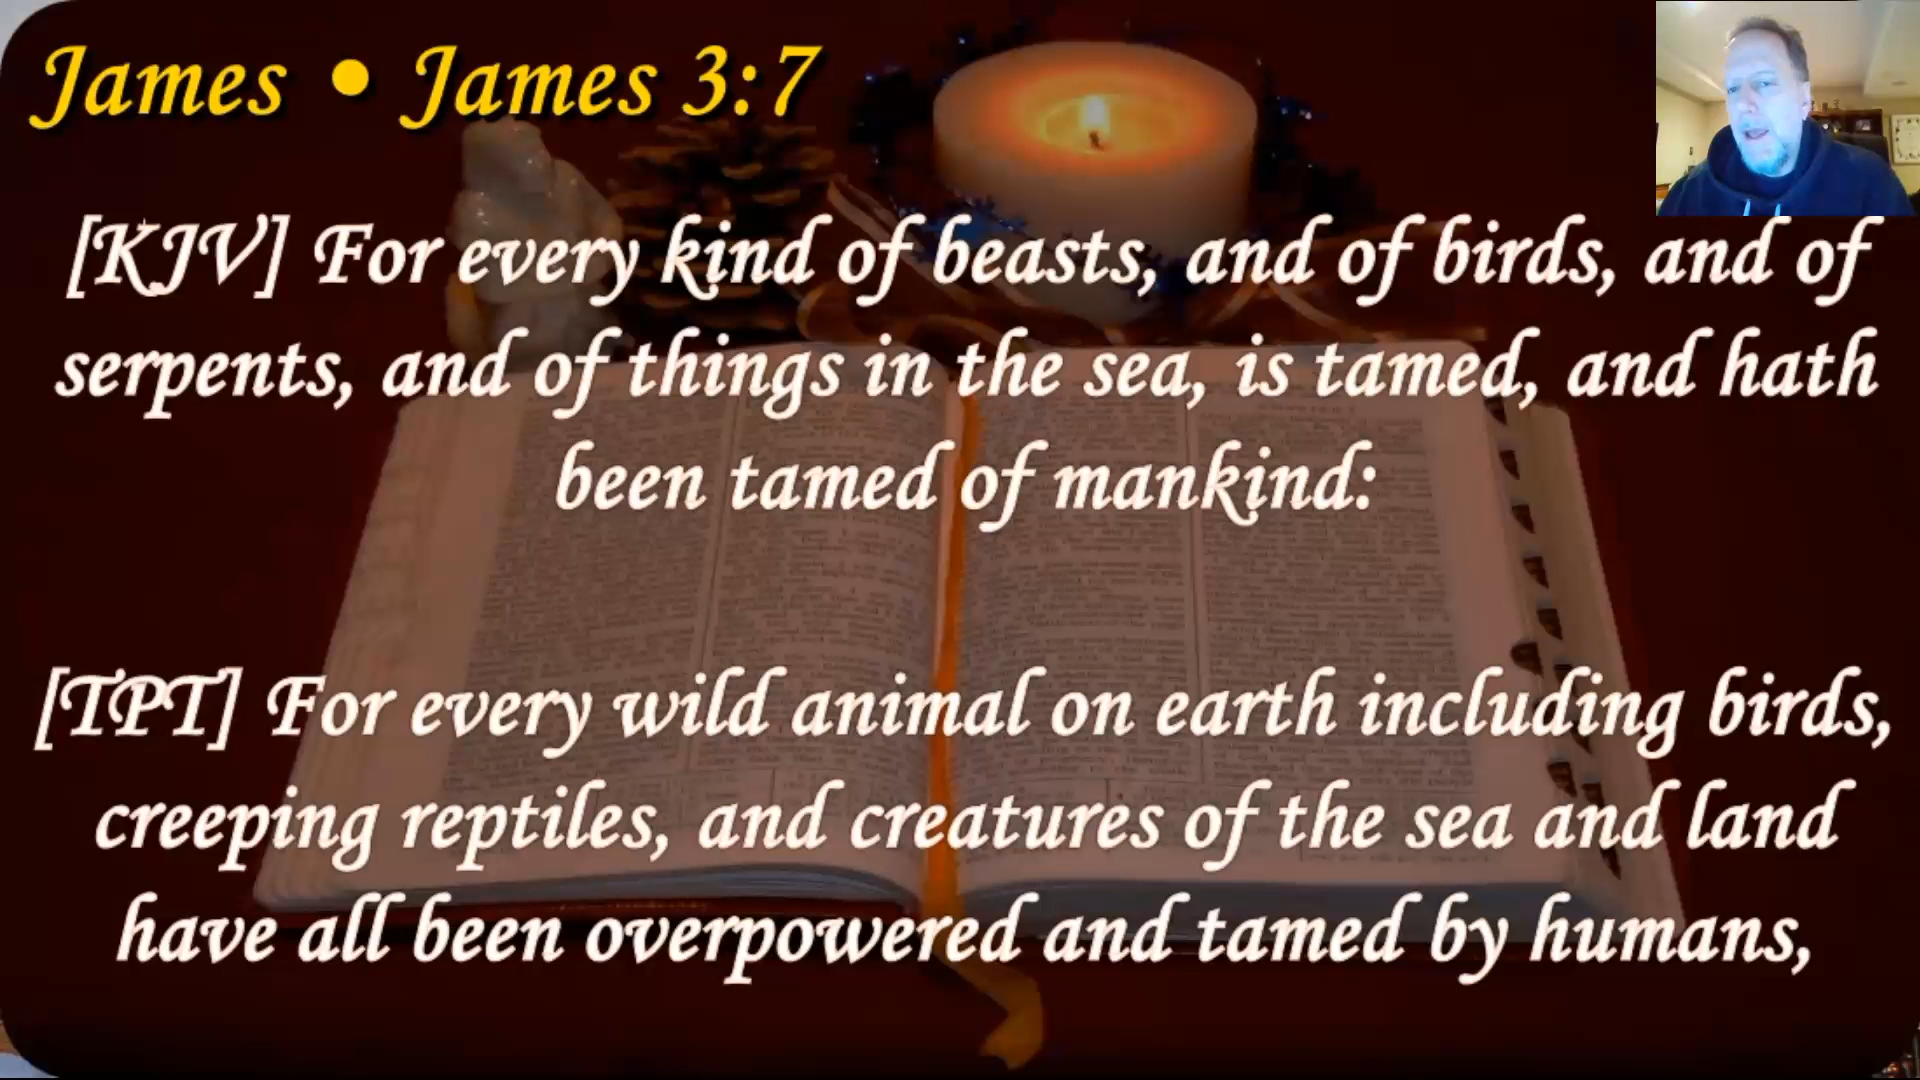 James • James 3:7
[KJV] For every kind of beasts, and of birds, and of
serpents, and of things in the sea, is tamed, and hath
been tamed of mankind:
[TPT] For every wild animal on earth including birds,
creeping reptiles, and creatures of the sea and land
have all been overpowered and tamed by humans,